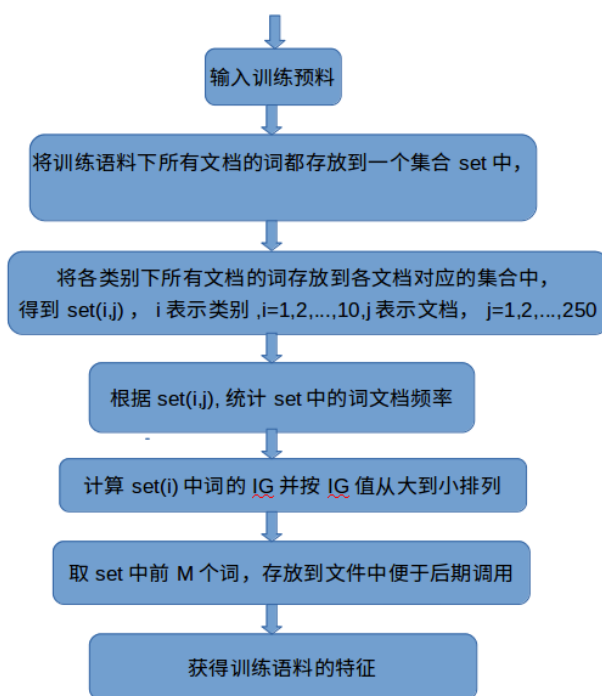 输入训练预料
将训练语料下所有文档的词都存放到一个集合 set 中，
将各类别下所有文档的词存放到各文档对应的集合中，
得到 set(i,j) ， i 表示类别 ,i=1,2,...,10,j 表示文档， j=1,2,...,250
根据 set(i,j), 统计 set 中的词文档频率
计算 set(i) 中词的 IG 并按 IG 值从大到小排列
取 set 中前 M 个词，存放到文件中便于后期调用
获得训练语料的特征